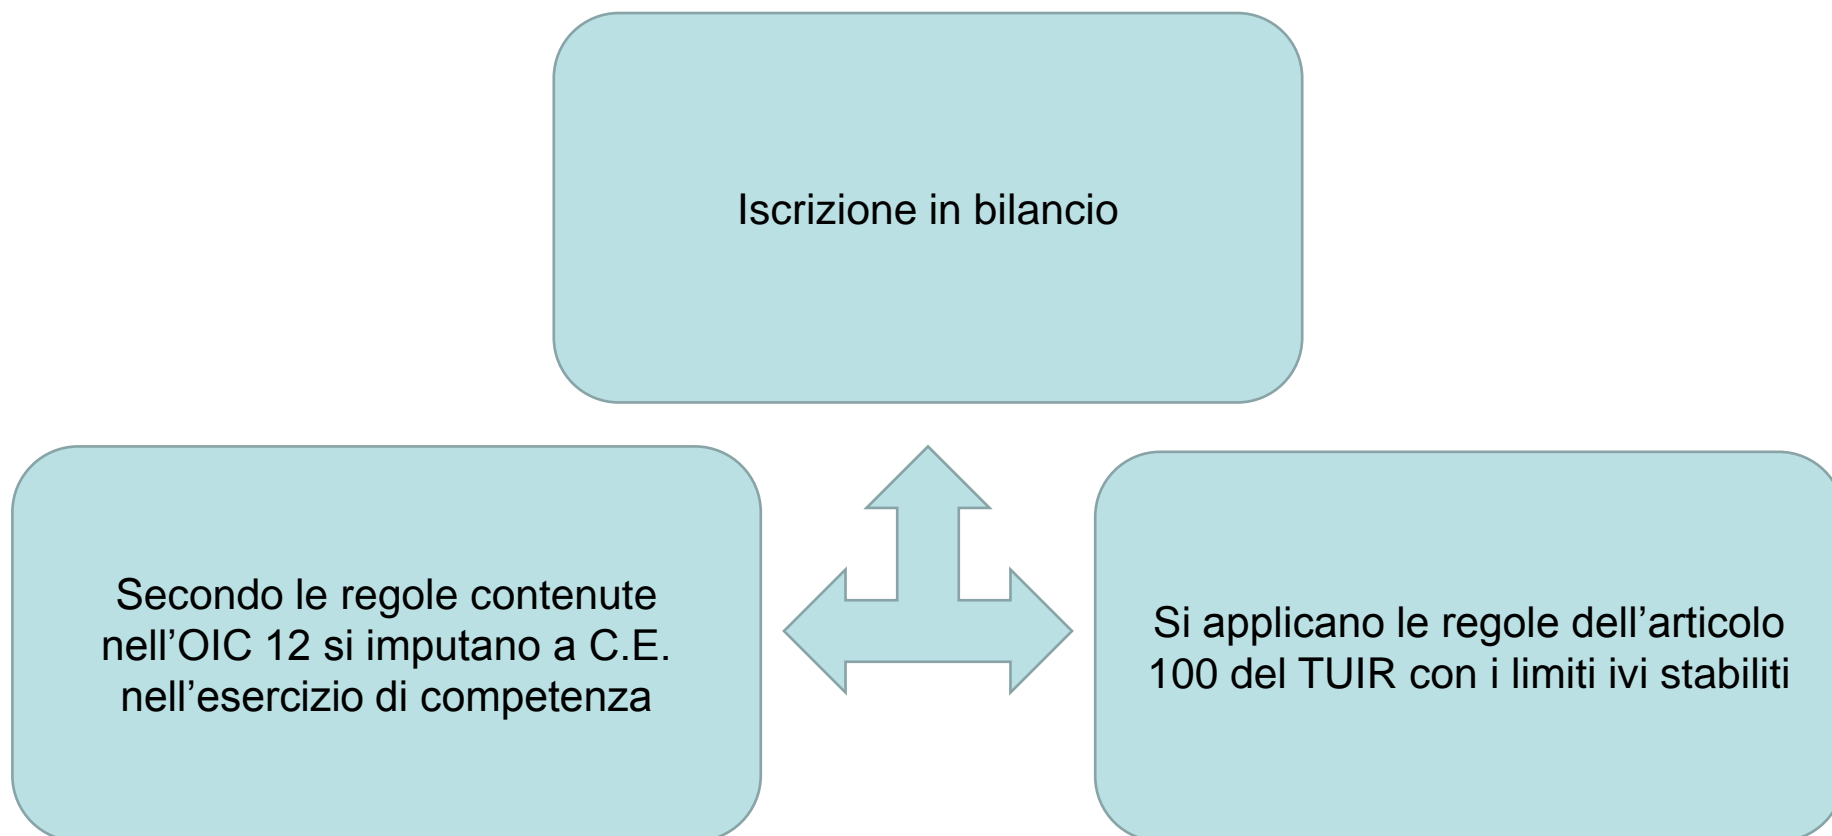 Iscrizione in bilancio
Secondo le regole contenute
nell’OIC 12 si imputano a C.E.
nell’esercizio di competenza
Si applicano le regole dell’articolo
100 del TUIR con i limiti ivi stabiliti